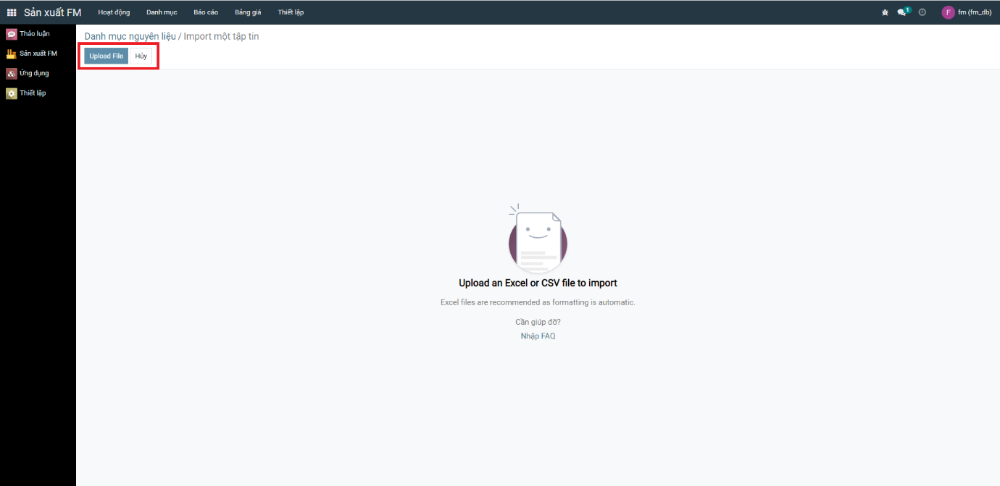 Sản xuất FM Hoạt động Danh mục Báo cáo Bảng giá Thiết lập 1 F fm (fm_db)
Thảo luận
Sản xuất FM
Ứng dụng
Thiết lập
Danh mục nguyên liệu / Import một tập tin
Upload File Hủy
Upload an Excel or CSV file to import
Excel files are recommended as formatting is automatic.
Cần giúp đỡ?
Nhập FAQ